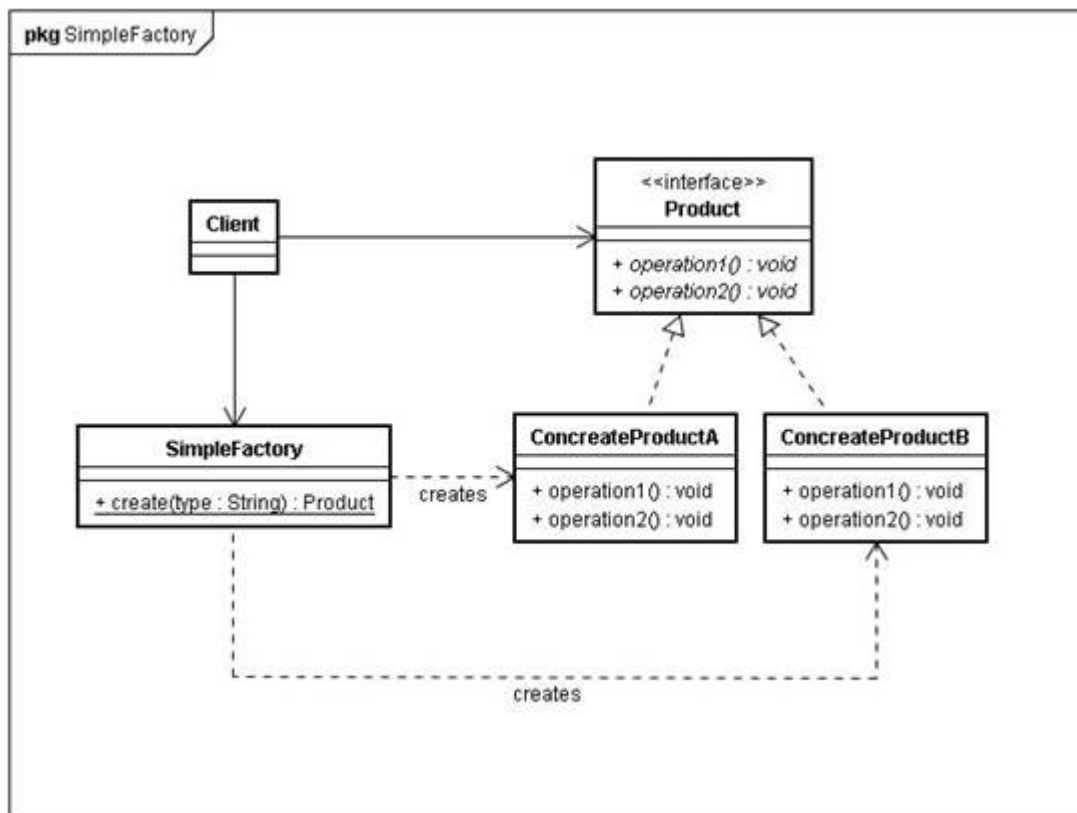 pkg SimpleFactory
<<interface>>
Product
+ operation1() : void
+ operation2() : void
Client
SimpleFactory
+ create(type : String) : Product
creates
ConcreateProductA
+ operation1() : void
+ operation2() : void
ConcreateProductB
+ operation1() : void
+ operation2() : void
creates